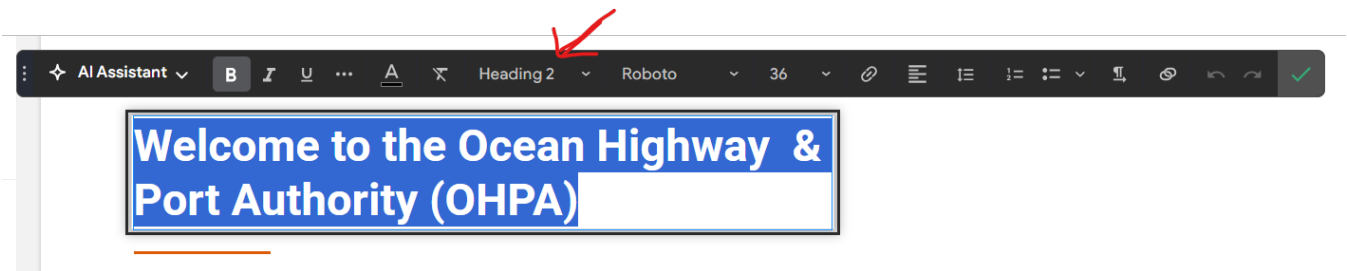 AI Assistant B I U ... A Heading 2 Roboto 36
Welcome to the Ocean Highway  &
Port Authority (OHPA)